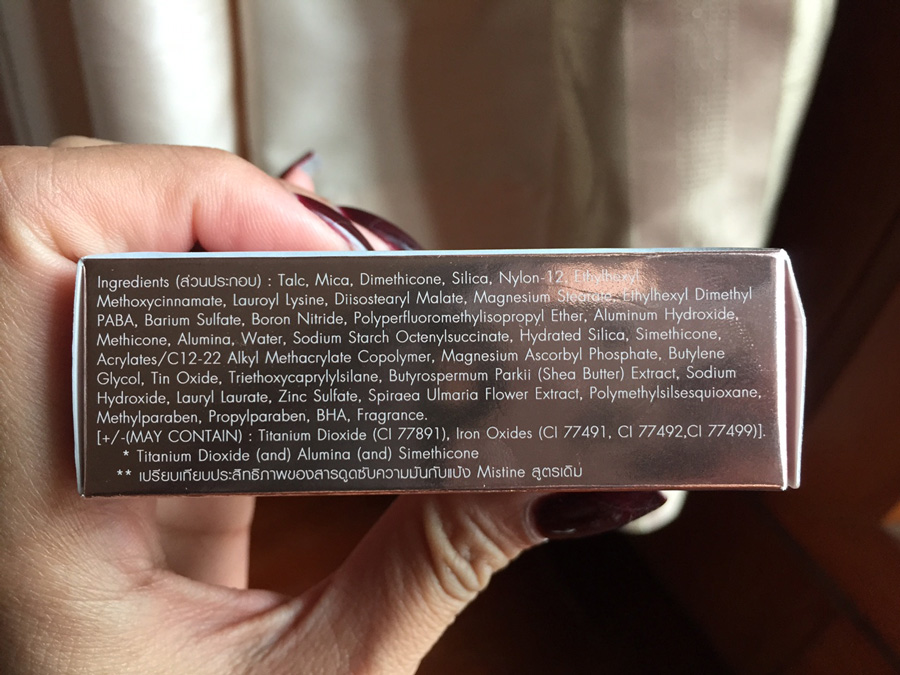 Ingredients (ส่วนประกอบ) : Talc, Mica, Dimethicone, Silica, Nylon-12, Ethylhexyl
Methoxycinnamate, Lauroyl Lysine, Diisostearyl Malate, Magnesium Stearate, Ethylhexyl Dimethyl
PABA, Barium Sulfate, Boron Nitride, Polyperfluoromethylisopropyl Ether, Aluminum Hydroxide,
Methicone, Alumina, Water, Sodium Starch Octenylsuccinate, Hydrated Silica, Simethicone,
Acrylates/C12-22 Alkyl Methacrylate Copolymer, Magnesium Ascorbyl Phosphate, Butylene
Glycol, Tin Oxide, Triethoxycaprylylsilane, Butyrospermum Parkii (Shea Butter) Extract, Sodium
Hydroxide, Lauryl Laurate, Zinc Sulfate, Spiraea Ulmaria Flower Extract, Polymethylsilsesquioxane,
Methylparaben, Propylparaben, BHA, Fragrance.
[+/-(MAY CONTAIN) : Titanium Dioxide (CI 77891), Iron Oxides (CI 77491, CI 77492,CI 77499)].
* Titanium Dioxide (and) Alumina (and) Simethicone
** เปรียบเทียบประสิทธิภาพของสารดูดซับความมันกับแป้ง Mistine สูตรเดิม